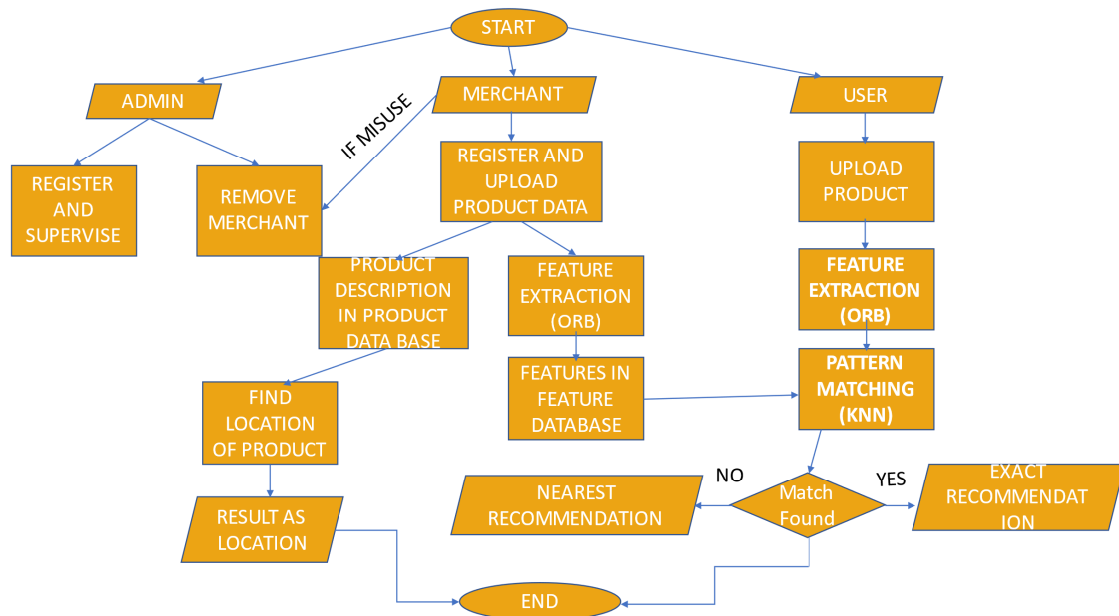 START
ADMIN
MERCHANT
USER
IF MISUSE
REGISTER
AND
SUPERVISE
REMOVE
MERCHANT
REGISTER AND
UPLOAD
PRODUCT DATA
UPLOAD
PRODUCT
PRODUCT
DESCRIPTION
IN PRODUCT
DATA BASE
FEATURE
EXTRACTION
(ORB)
FEATURE
EXTRACTION
(ORB)
FIND
LOCATION
OF PRODUCT
FEATURES IN
FEATURE
DATABASE
PATTERN
MATCHING
(KNN)
RESULT AS
LOCATION
NEAREST
RECOMMENDATION
NO
Match
Found
YES
EXACT
RECOMMENDAT
ION
END